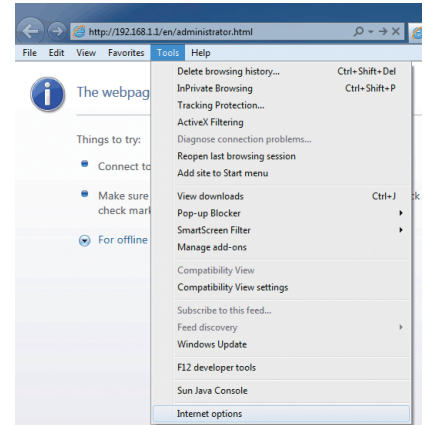 http://192.168.1.1/en/administrator.html
File Edit View Favorites Tools Help
Delete browsing history... Ctrl+Shift+Del
InPrivate Browsing Ctrl+Shift+P
Tracking Protection...
ActiveX Filtering
Diagnose connection problems...
Reopen last browsing session
Add site to Start menu
View downloads Ctrl+J
Pop-up Blocker
SmartScreen Filter
Manage add-ons
Compatibility View
Compatibility View settings
Subscribe to this feed...
Feed discovery
Windows Update
F12 developer tools
Sun Java Console
Internet options
The webpag
Things to try:
Connect to
Make sure
check mark
For offline